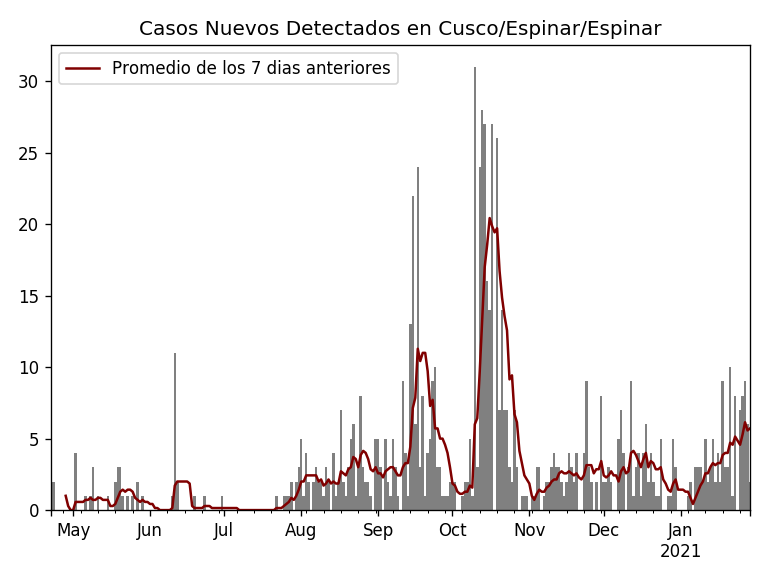 Casos Nuevos Detectados en Cusco/Espinar/Espinar
Promedio de los 7 dias anteriores
30
25
20
15
10
5
0
May Jun Jul Aug Sep Oct Nov Dec Jan
2021